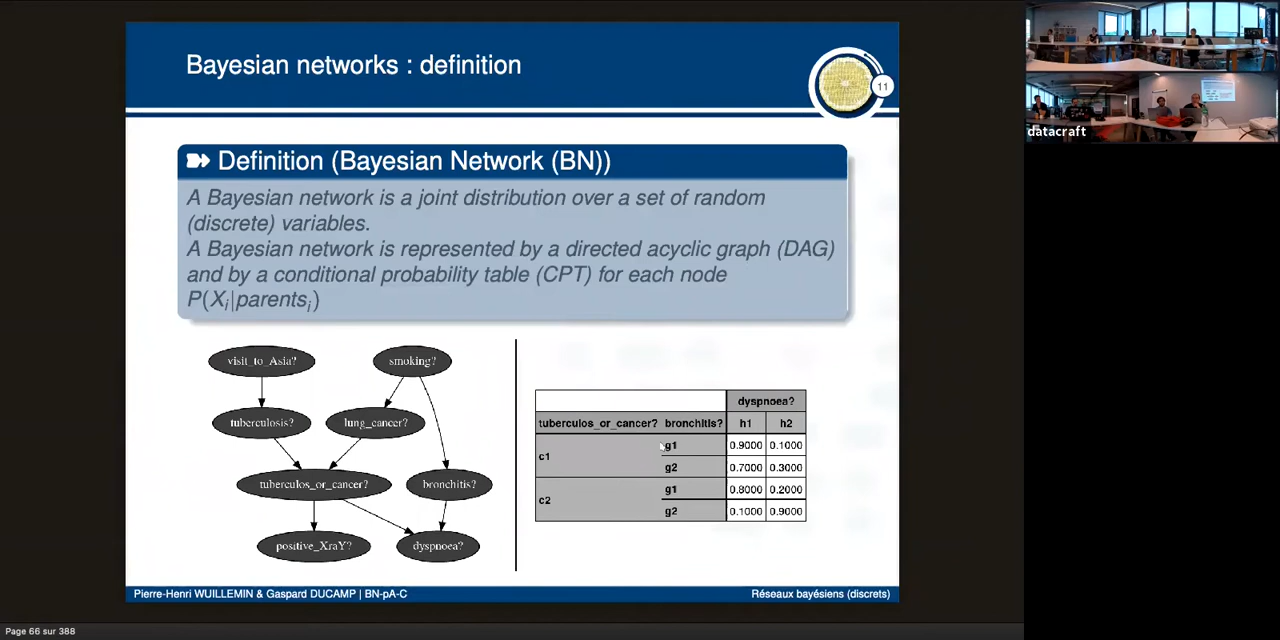 Bayesian networks : definition
11
Definition (Bayesian Network (BN))
A Bayesian network is a joint distribution over a set of random
(discrete) variables.
A Bayesian network is represented by a directed acyclic graph (DAG)
and by a conditional probability table (CPT) for each node
P(X_i|parents_i)
visit_to_Asia?
smoking?
tuberculosis?
lung_cancer?
tuberculos_or_cancer?
bronchitis?
positive_XraY?
dyspnoea?
dyspnoea?
tuberculos_or_cancer? bronchitis? h1 h2
c1 g1 0.9000 0.1000
g2 0.7000 0.3000
c2 g1 0.8000 0.2000
g2 0.1000 0.9000
Pierre-Henri WUILLEMIN & Gaspard DUCAMP | BN-pA-C
Réseaux bayésiens (discrets)
Page 66 sur 388
datacraft